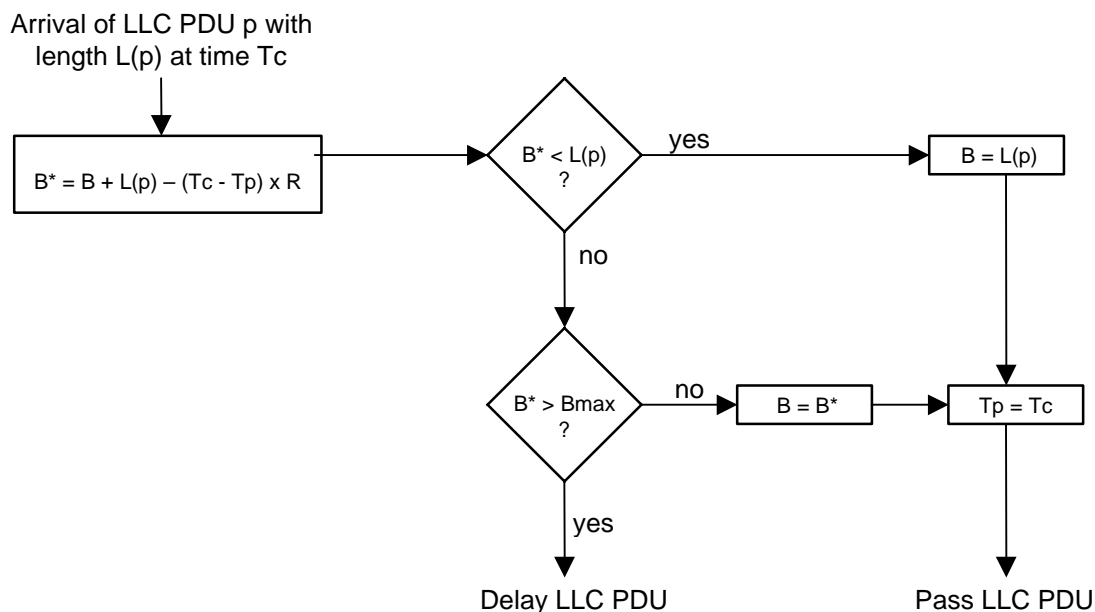 Arrival of LLC PDU p with
length L(p) at time Tc
B* = B + L(p) – (Tc - Tp) x R
B* < L(p)
?
yes
B = L(p)
no
B* > Bmax
?
no
B = B*
Tp = Tc
yes
Delay LLC PDU
Pass LLC PDU